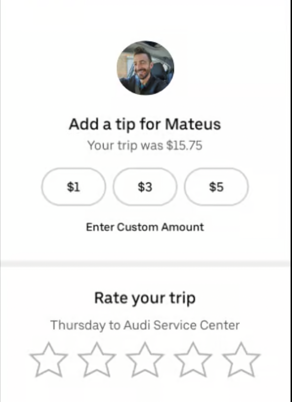 Add a tip for Mateus
Your trip was $15.75
$1 $3 $5
Enter Custom Amount
Rate your trip
Thursday to Audi Service Center